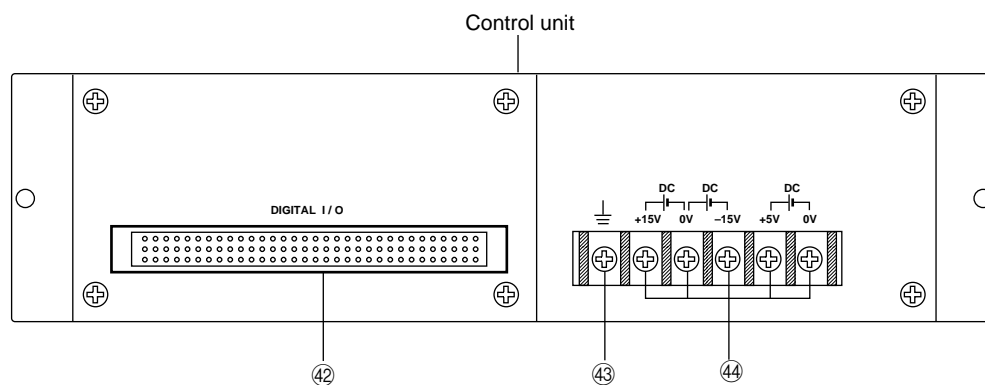 Control unit
DIGITAL I / O
DC DC DC
+15V 0V –15V +5V 0V
㊷ ㊸ ㊹